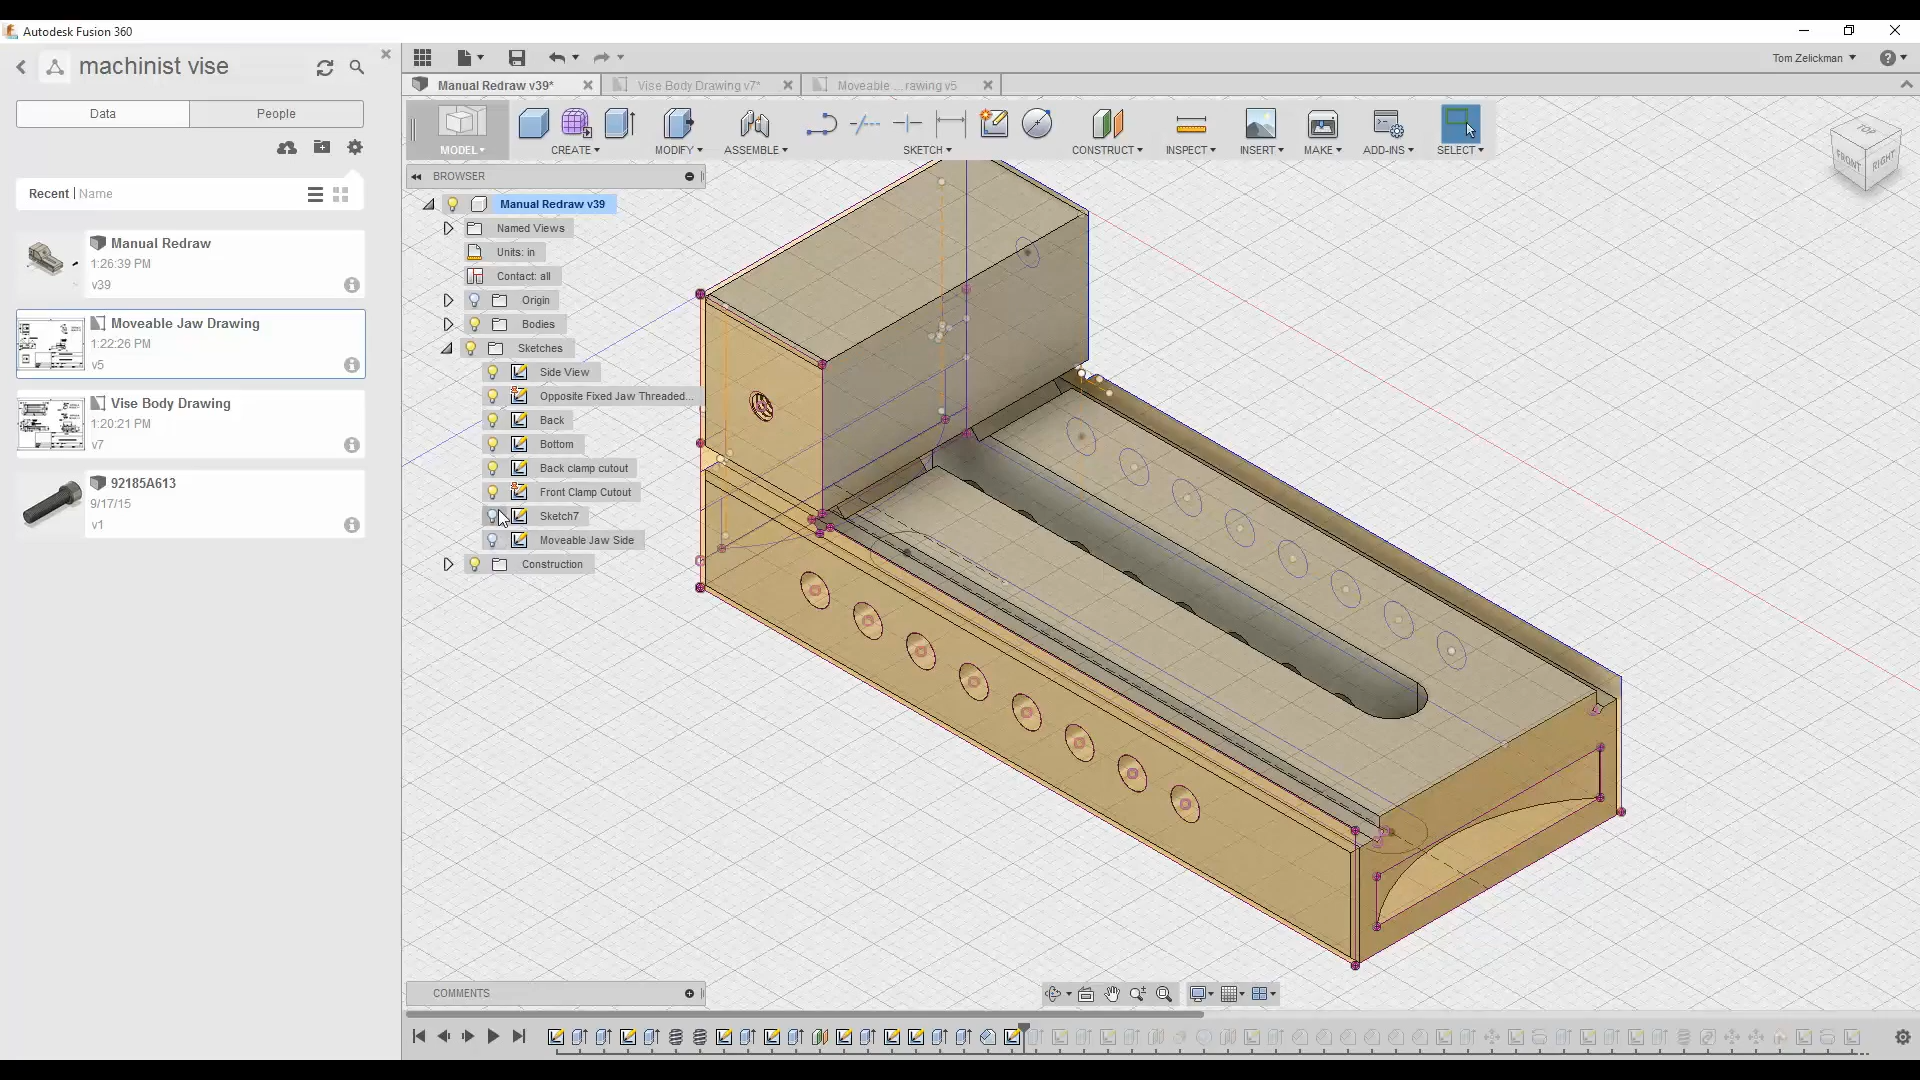 Autodesk Fusion 360
machinist vise
Data
People
Recent | Name
Manual Redraw
1:26:39 PM
v39
Moveable Jaw Drawing
1:22:26 PM
v5
Vise Body Drawing
1:20:21 PM
v7
92185A613
9/17/15
v1
Tom Zelickman
Manual Redraw v39*
Vise Body Drawing v7*
Moveable ... rawing v5
MODEL
CREATE
MODIFY
ASSEMBLE
SKETCH
CONSTRUCT
INSPECT
INSERT
MAKE
ADD-INS
SELECT
BROWSER
Manual Redraw v39
Named Views
Units: in
Contact: all
Origin
Bodies
Sketches
Side View
Opposite Fixed Jaw Threaded...
Back
Bottom
Back clamp cutout
Front Clamp Cutout
Sketch7
Moveable Jaw Side
Construction
TOP
FRONT
RIGHT
COMMENTS